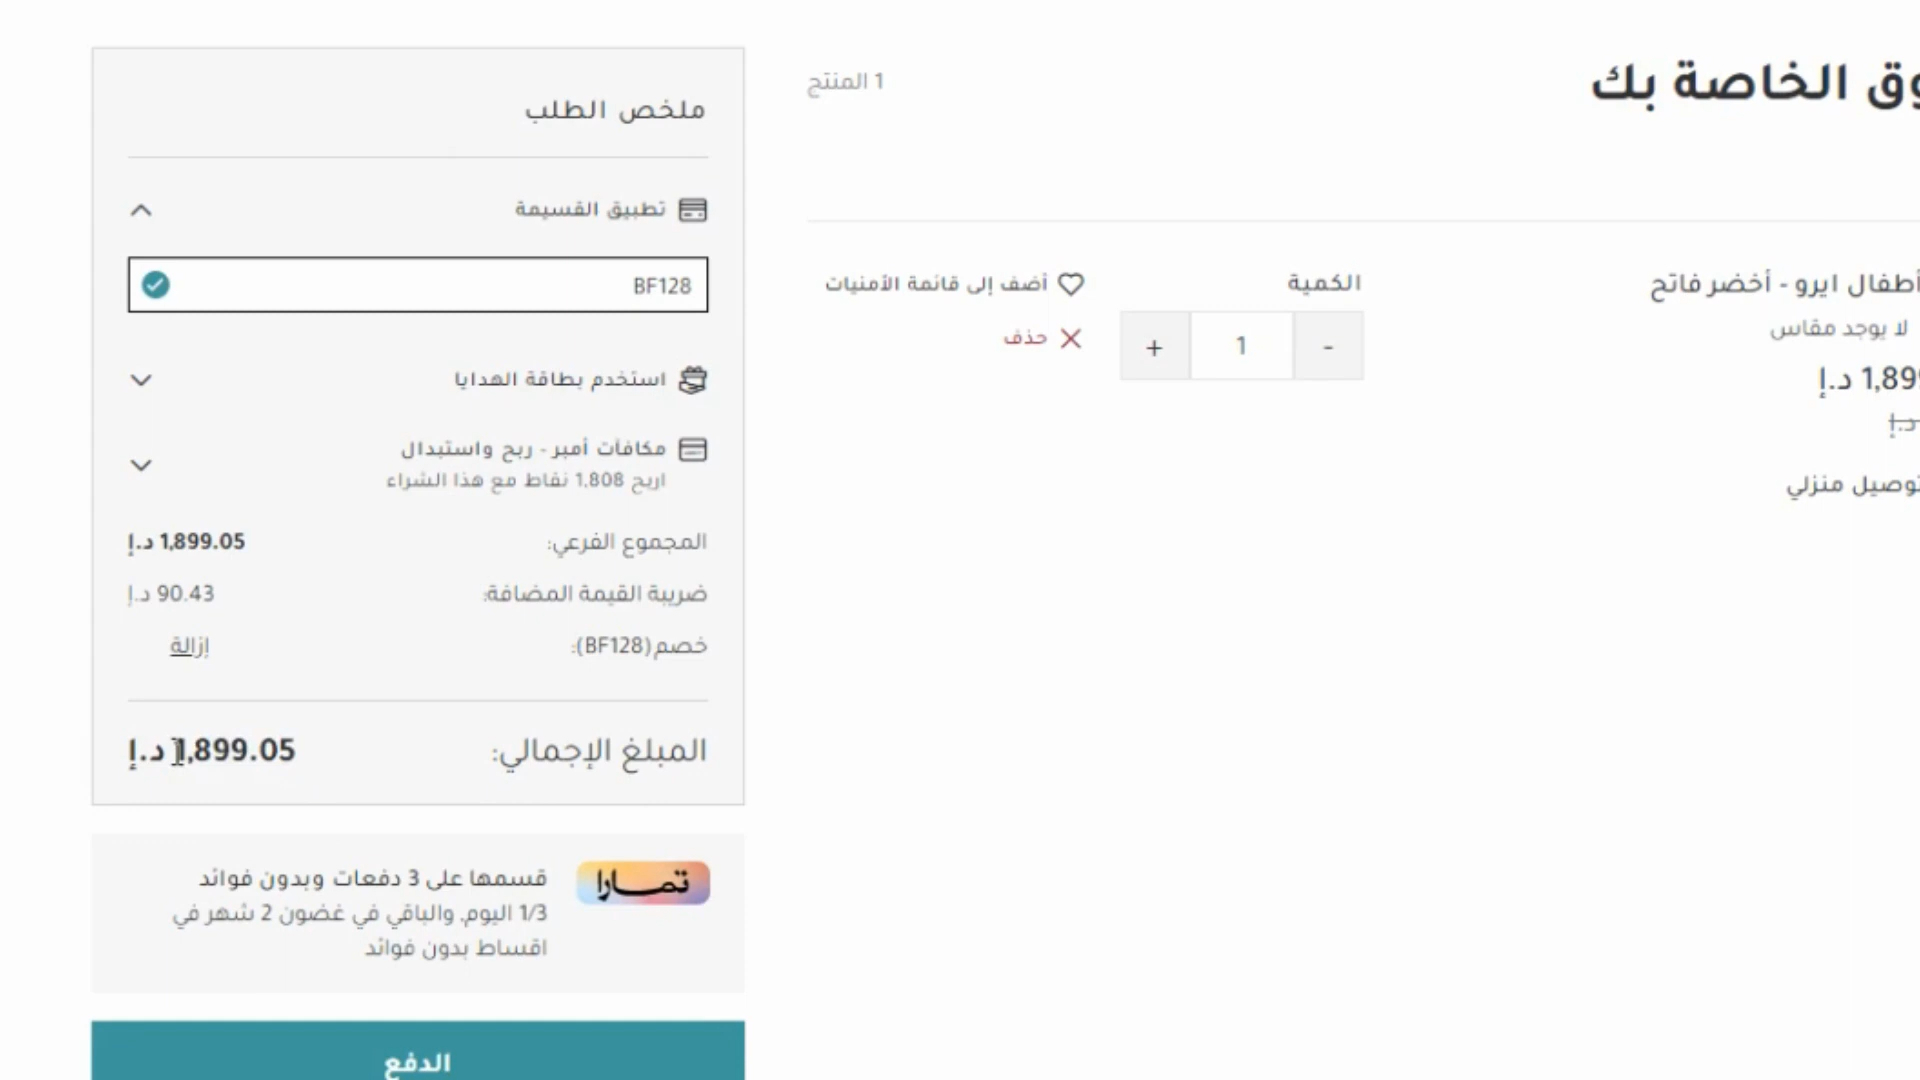 وق الخاصة بك
1 المنتج
أطفال ايرو - أخضر فاتح
لا يوجد مقاس
1,899 د.إ
د.إ
توصيل منزلي
الكمية
- 1 +
أضف إلى قائمة الأمنيات
حذف
ملخص الطلب
تطبيق القسيمة
BF128
استخدم بطاقة الهدايا
مكافآت أمبر - ربح واستبدال
اربح 1,808 نقاط مع هذا الشراء
المجموع الفرعي: 1,899.05 د.إ
ضريبة القيمة المضافة: 90.43 د.إ
خصم(BF128): إزالة
المبلغ الإجمالي: 1,899.05 د.إ
تمارا
قسمها على 3 دفعات وبدون فوائد
1/3 اليوم, والباقي في غضون 2 شهر في
اقساط بدون فوائد
الدفع